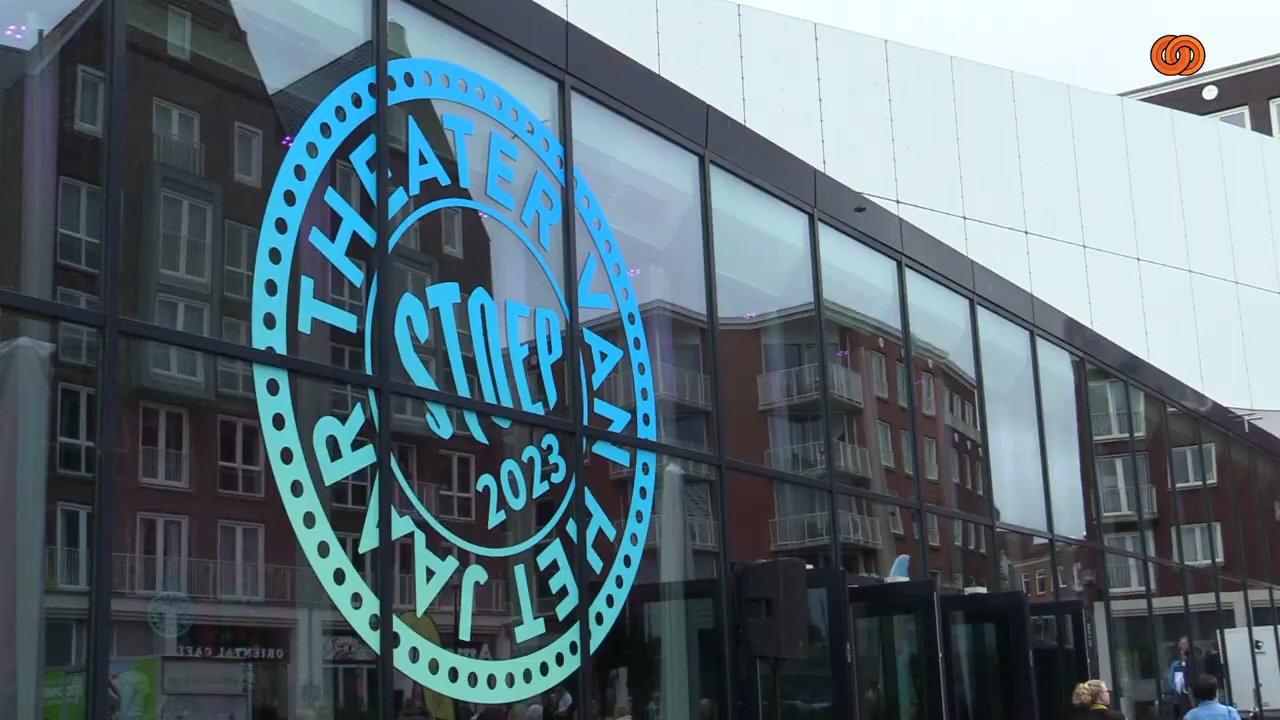 THEATER VAN HET JAAR
STOEP
2023
ORIENTAL CAFE